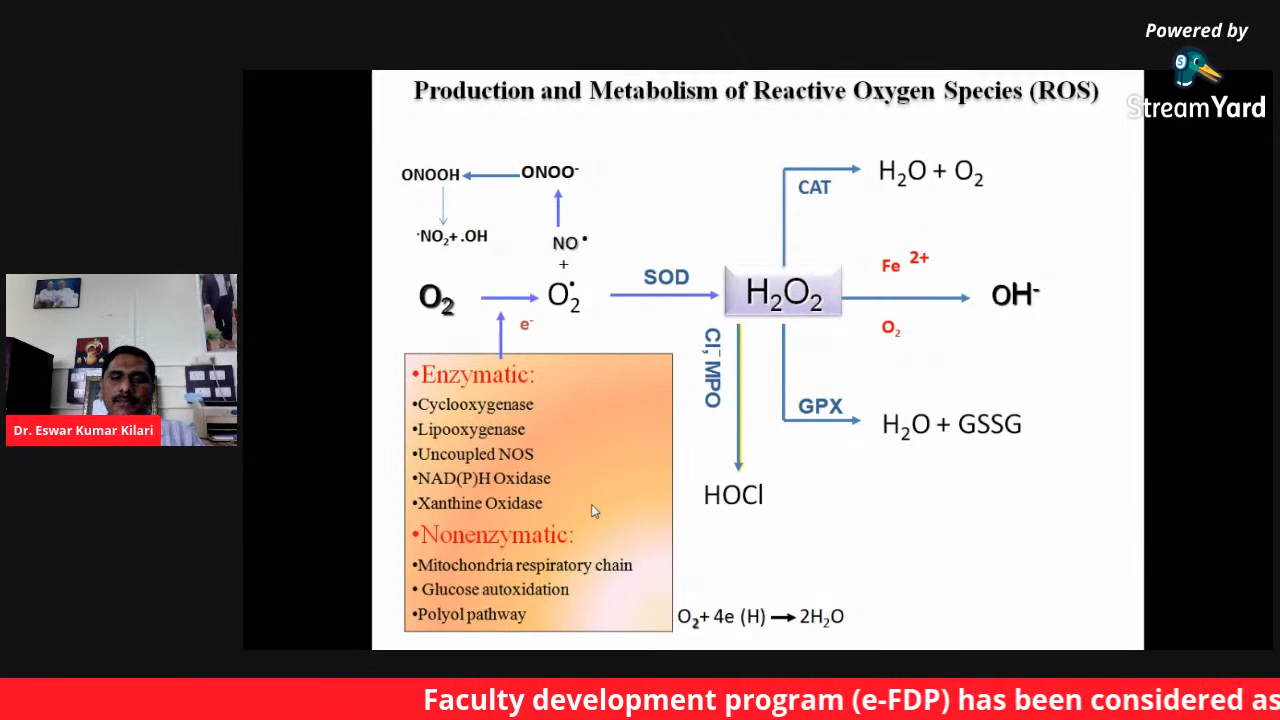 Powered by
StreamYard
Production and Metabolism of Reactive Oxygen Species (ROS)
ONOOH
ONOO⁻
˙NO₂+ .OH
NO•
+
O₂
e⁻
O₂•
SOD
H₂O₂
CAT
H₂O + O₂
Fe 2+
O₂
OH⁻
Cl⁻, MPO
HOCl
GPX
H₂O + GSSG
•Enzymatic:
•Cyclooxygenase
•Lipooxygenase
•Uncoupled NOS
•NAD(P)H Oxidase
•Xanthine Oxidase
•Nonenzymatic:
•Mitochondria respiratory chain
• Glucose autoxidation
•Polyol pathway
O₂+ 4e (H) → 2H₂O
Dr. Eswar Kumar Kilari
Faculty development program (e-FDP) has been considered as